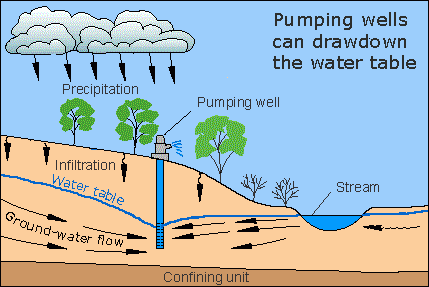 Pumping wells
can drawdown
the water table
Precipitation
Pumping well
Infiltration
Water table
Stream
Ground-water flow
Confining unit